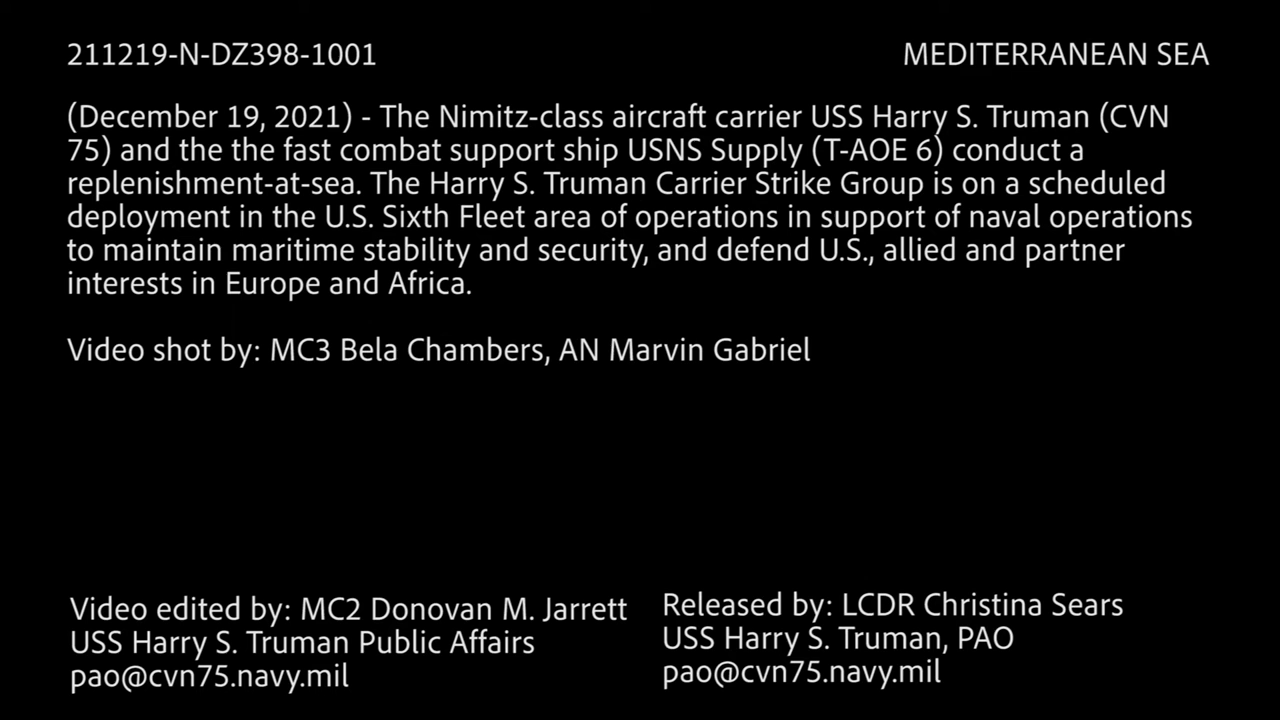 211219-N-DZ398-1001
MEDITERRANEAN SEA
(December 19, 2021) - The Nimitz-class aircraft carrier USS Harry S. Truman (CVN
75) and the the fast combat support ship USNS Supply (T-AOE 6) conduct a
replenishment-at-sea. The Harry S. Truman Carrier Strike Group is on a scheduled
deployment in the U.S. Sixth Fleet area of operations in support of naval operations
to maintain maritime stability and security, and defend U.S., allied and partner
interests in Europe and Africa.
Video shot by: MC3 Bela Chambers, AN Marvin Gabriel
Video edited by: MC2 Donovan M. Jarrett
USS Harry S. Truman Public Affairs
pao@cvn75.navy.mil
Released by: LCDR Christina Sears
USS Harry S. Truman, PAO
pao@cvn75.navy.mil